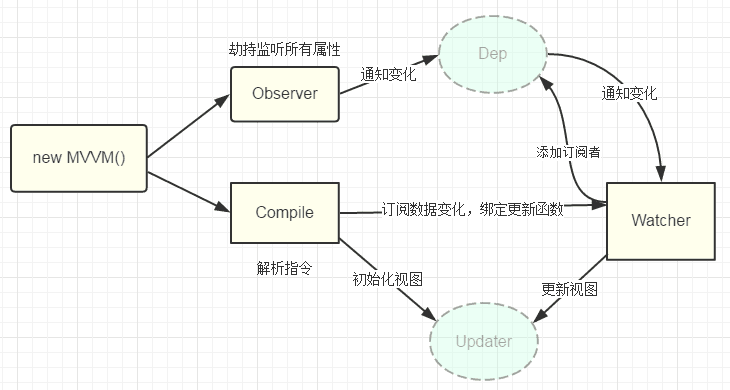 劫持监听所有属性
Observer
通知变化
Dep
通知变化
new MVVM()
添加订阅者
Compile
订阅数据变化，绑定更新函数
Watcher
解析指令
初始化视图
更新视图
Updater